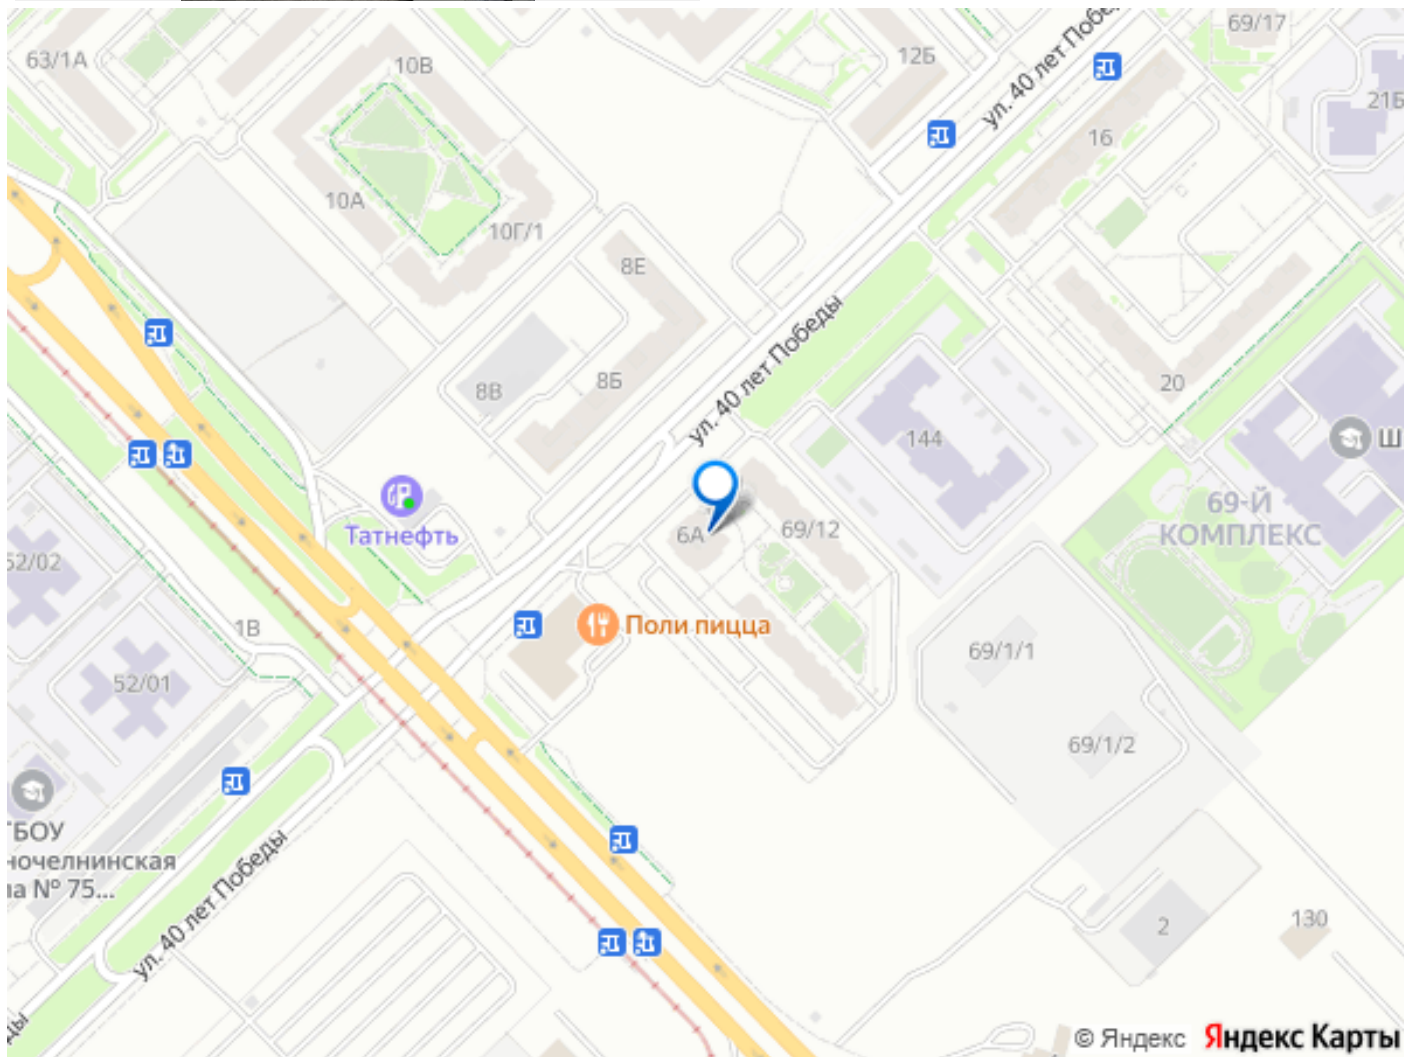 69/17
63/1А
10В
12Б
ул. 40 лет Побе
21Б
16
10А
10Г/1
8Е
ул. 40 лет Победы
8Б
8В
20
144
Ш
Татнефть
6А
69/12
69-Й
КОМПЛЕКС
52/02
1В
Поли пицца
69/1/1
52/01
69/1/2
ГБОУ
ночелнинская
ла № 75...
ул. 40 лет Победы
2
130
ды
© Яндекс Яндекс Карты